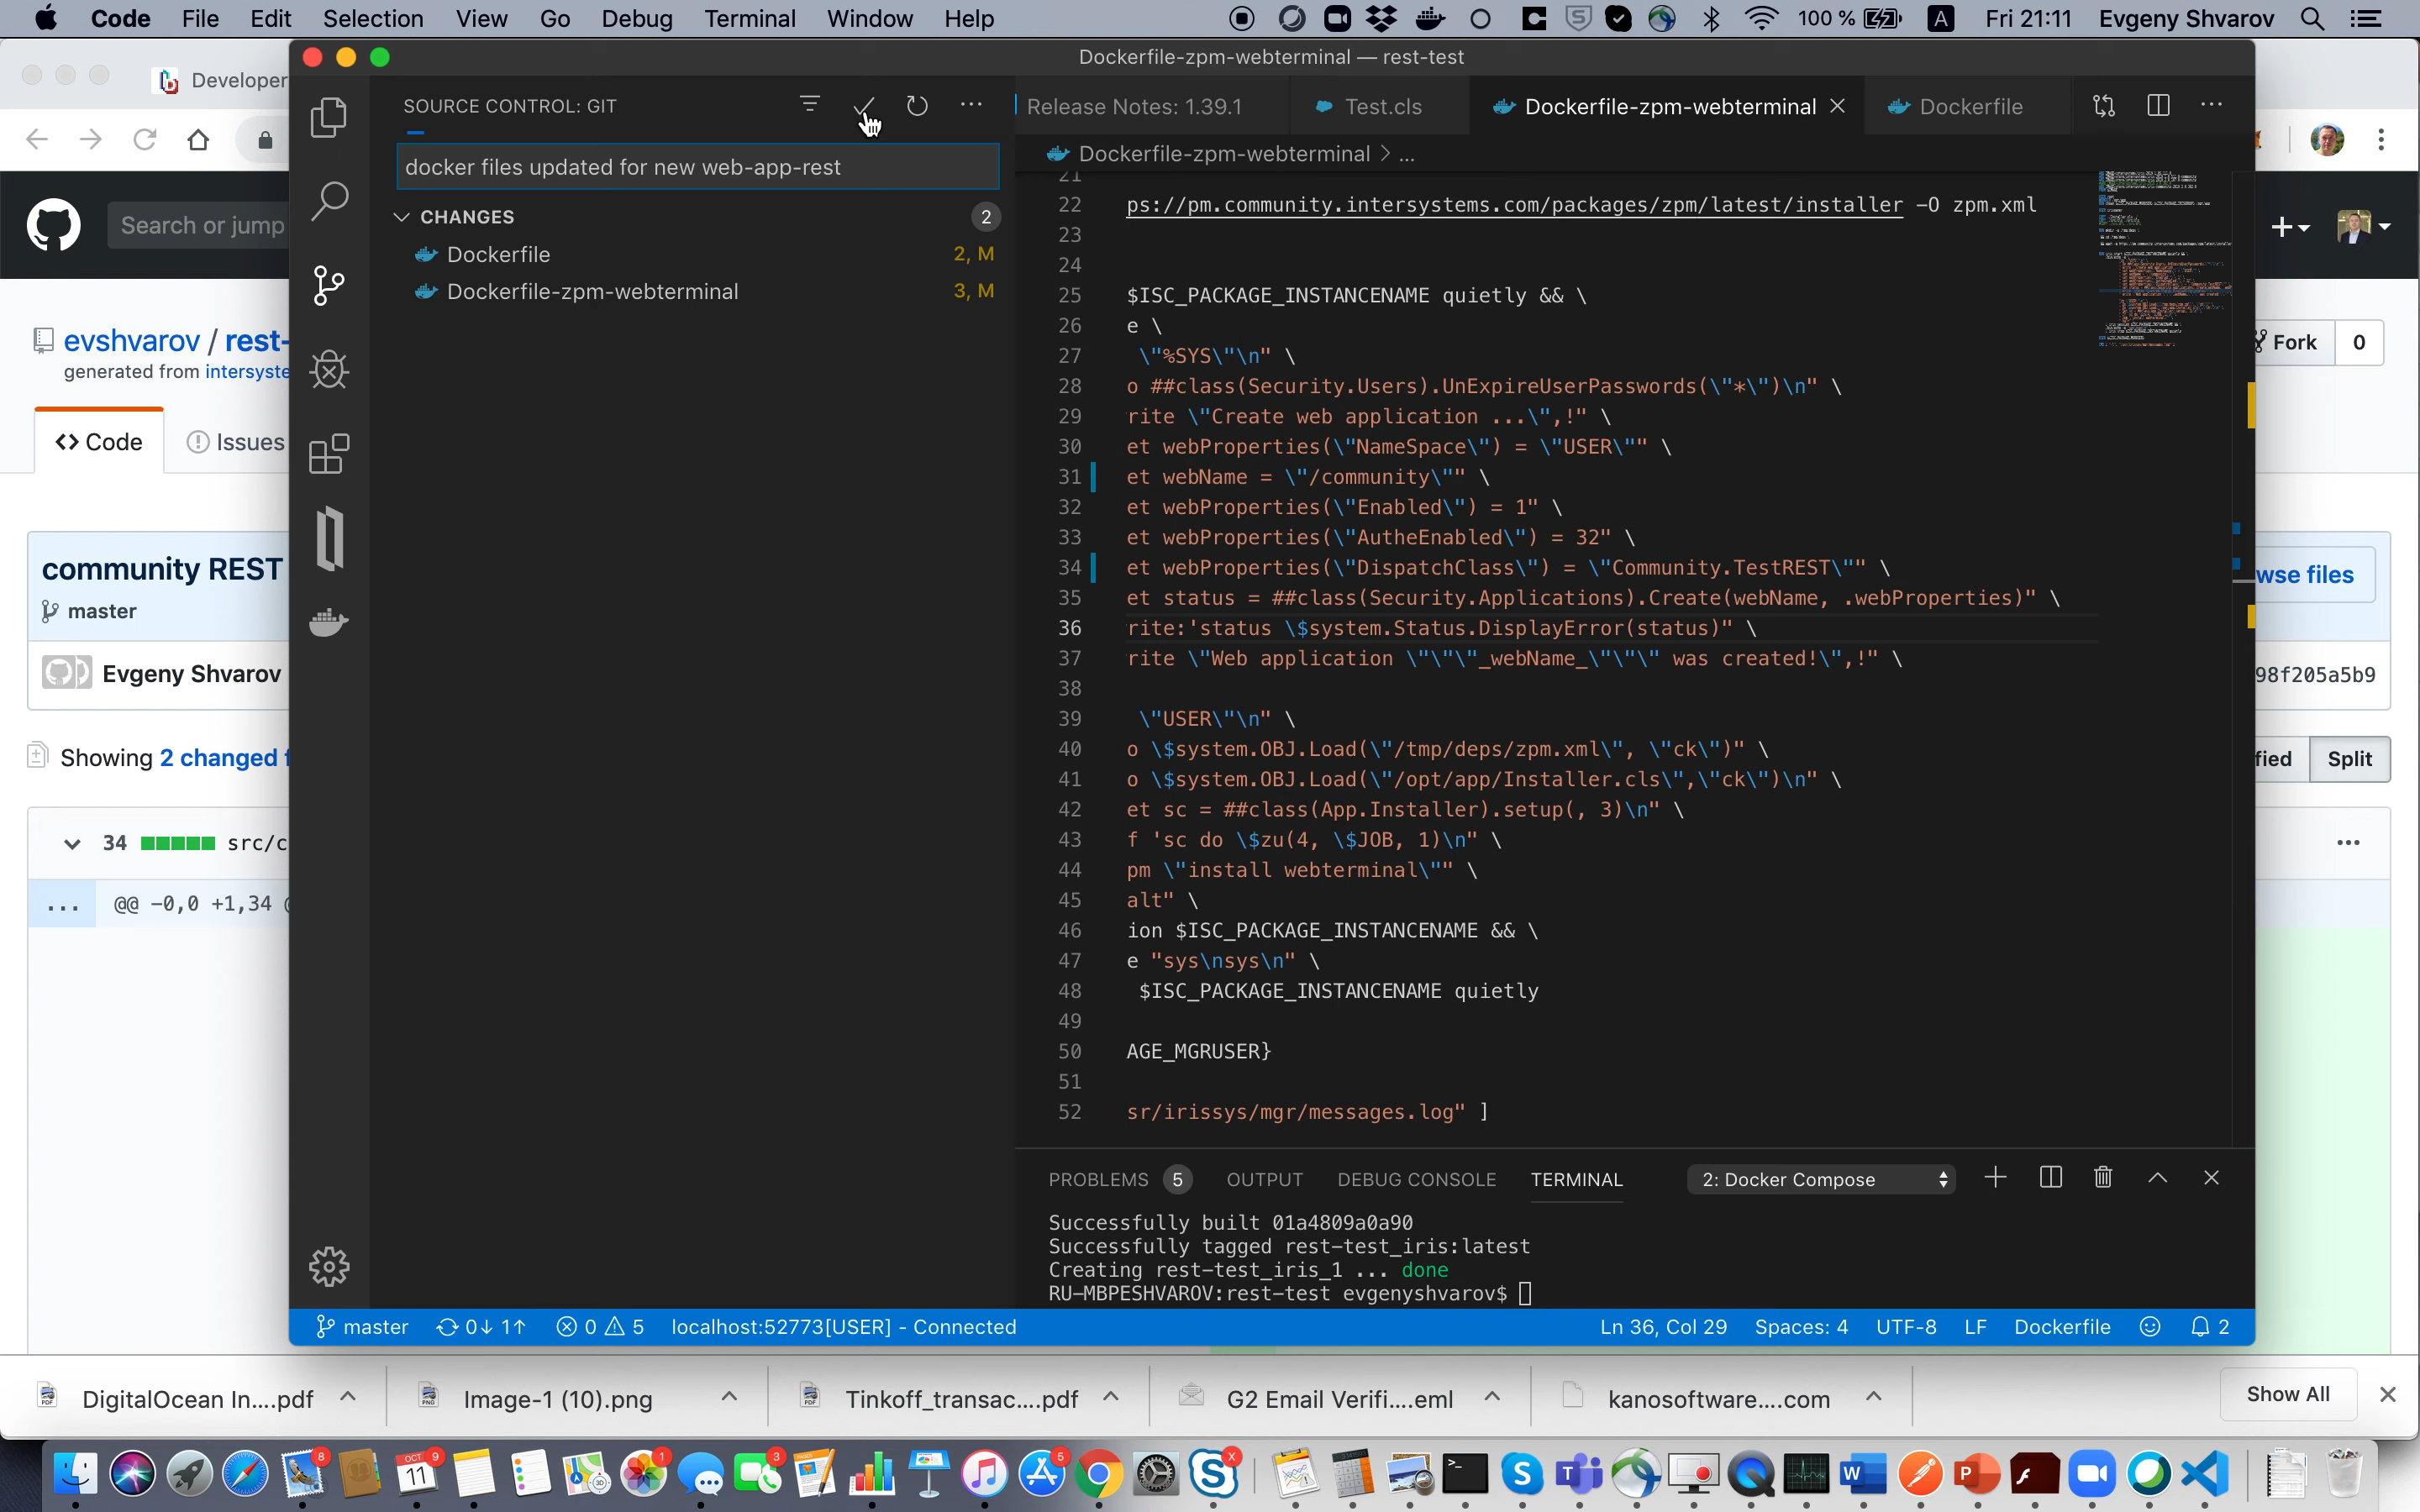 Code File Edit Selection View Go Debug Terminal Window Help 100 % A Fri 21:11 Evgeny Shvarov
Dockerfile-zpm-webterminal — rest-test
Developer
SOURCE CONTROL: GIT
Release Notes: 1.39.1 Test.cls Dockerfile-zpm-webterminal Dockerfile
docker files updated for new web-app-rest
Dockerfile-zpm-webterminal > ...
CHANGES 2
Dockerfile 2, M
Dockerfile-zpm-webterminal 3, M
Search or jump
evshvarov / rest-
generated from intersyste
Fork 0
Code Issues
community REST
master
wse files
Evgeny Shvarov
98f205a5b9
Showing 2 changed f
fied Split
34 src/c
... @@ -0,0 +1,34 @
21
22 ps://pm.community.intersystems.com/packages/zpm/latest/installer -O zpm.xml
23
24
25 $ISC_PACKAGE_INSTANCENAME quietly && \
26 e \
27 \"%SYS\"\n" \
28 o ##class(Security.Users).UnExpireUserPasswords(\"*\")\n" \
29 rite \"Create web application ...\",!" \
30 et webProperties(\"NameSpace\") = \"USER\"" \
31 et webName = \"/community\"" \
32 et webProperties(\"Enabled\") = 1" \
33 et webProperties(\"AutheEnabled\") = 32" \
34 et webProperties(\"DispatchClass\") = \"Community.TestREST\"" \
35 et status = ##class(Security.Applications).Create(webName, .webProperties)" \
36 rite:'status \$system.Status.DisplayError(status)" \
37 rite \"Web application \"\"\"_webName_\"\"\" was created!\",!" \
38
39 \"USER\"\n" \
40 o \$system.OBJ.Load(\"/tmp/deps/zpm.xml\", \"ck\")" \
41 o \$system.OBJ.Load(\"/opt/app/Installer.cls\",\"ck\")\n" \
42 et sc = ##class(App.Installer).setup(, 3)\n" \
43 f 'sc do \$zu(4, \$JOB, 1)\n" \
44 pm \"install webterminal\"" \
45 alt" \
46 ion $ISC_PACKAGE_INSTANCENAME && \
47 e "sys\nsys\n" \
48 $ISC_PACKAGE_INSTANCENAME quietly
49
50 AGE_MGRUSER}
51
52 sr/irissys/mgr/messages.log" ]
PROBLEMS 5 OUTPUT DEBUG CONSOLE TERMINAL 2: Docker Compose
Successfully built 01a4809a0a90
Successfully tagged rest-test_iris:latest
Creating rest-test_iris_1 ... done
RU-MBPESHVAROV:rest-test evgenyshvarov$
master 0↓ 1↑ 0 5 localhost:52773[USER] - Connected Ln 36, Col 29 Spaces: 4 UTF-8 LF Dockerfile 2
DigitalOcean In....pdf Image-1 (10).png Tinkoff_transac....pdf G2 Email Verifi....eml kanosoftware....com Show All
8 OCT 11 9 1 3 5 X